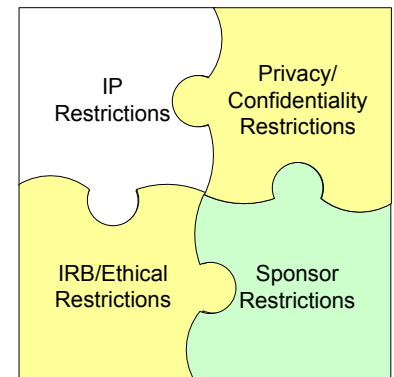 IP
Restrictions
Privacy/
Confidentiality
Restrictions
IRB/Ethical
Restrictions
Sponsor
Restrictions